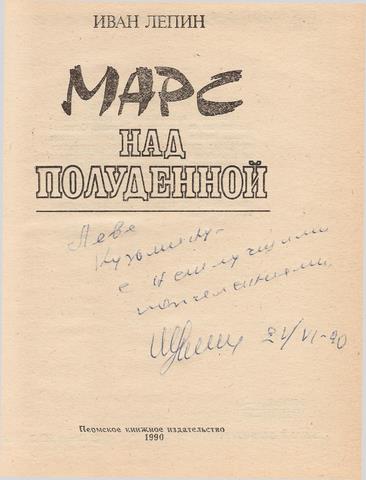 ИВАН ЛЕПИН
МАРС
НАД
ПОЛУДЕННОЙ
Леве
Кузьмину -
с наилучшими
пожеланиями
21/VI-90
Пермское книжное издательство
1990